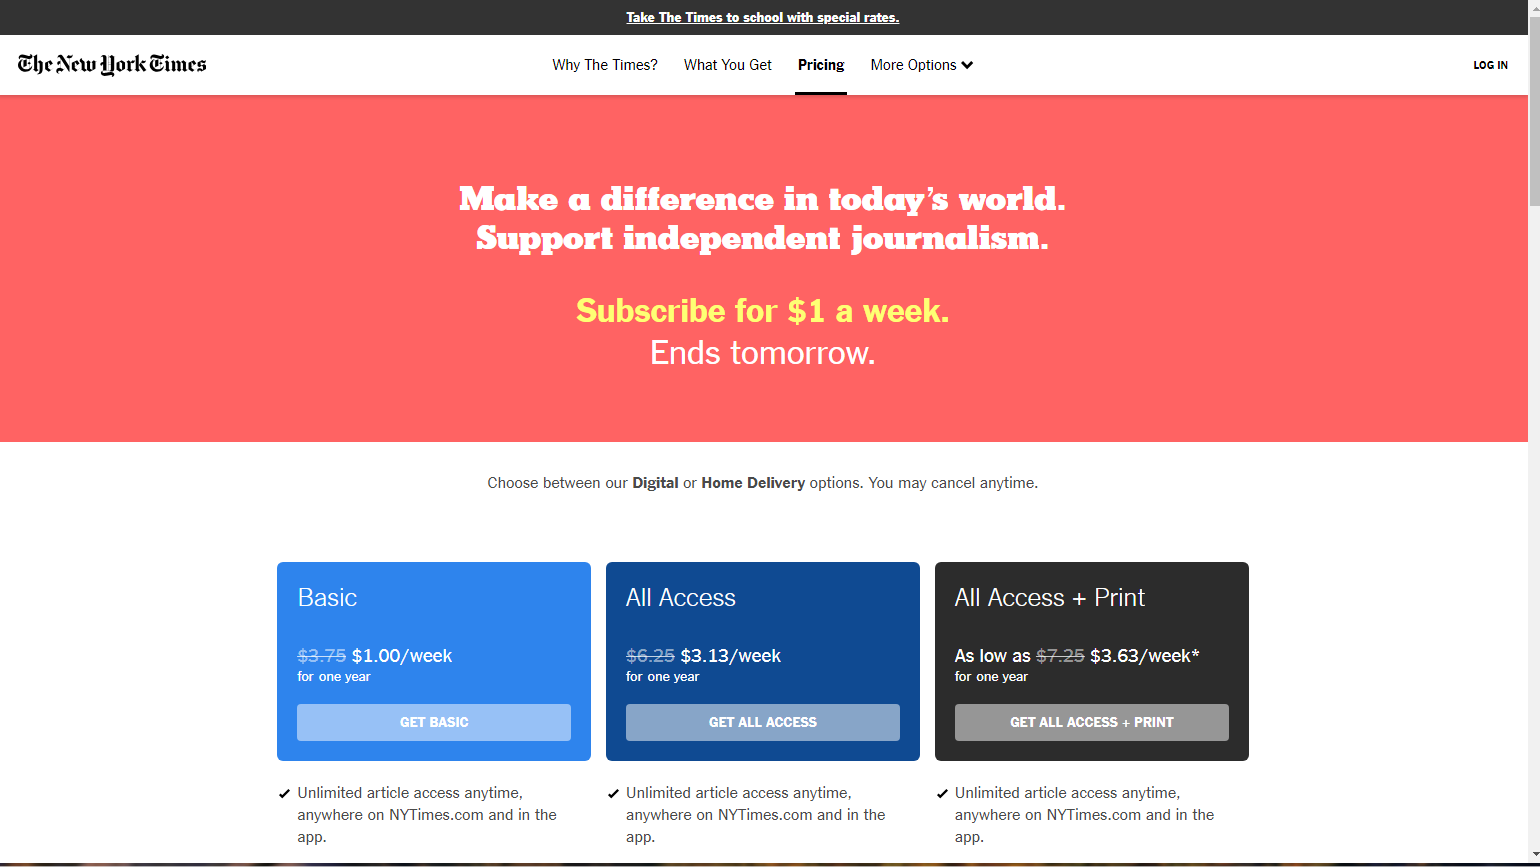 Take The Times to school with special rates.
The New York Times
Why The Times?
What You Get
Pricing
More Options
LOG IN
Make a difference in today’s world.
Support independent journalism.
Subscribe for $1 a week.
Ends tomorrow.
Choose between our Digital or Home Delivery options. You may cancel anytime.
Basic
$3.75 $1.00/week
for one year
GET BASIC
Unlimited article access anytime,
anywhere on NYTimes.com and in the
app.
All Access
$6.25 $3.13/week
for one year
GET ALL ACCESS
Unlimited article access anytime,
anywhere on NYTimes.com and in the
app.
All Access + Print
As low as $7.25 $3.63/week*
for one year
GET ALL ACCESS + PRINT
Unlimited article access anytime,
anywhere on NYTimes.com and in the
app.